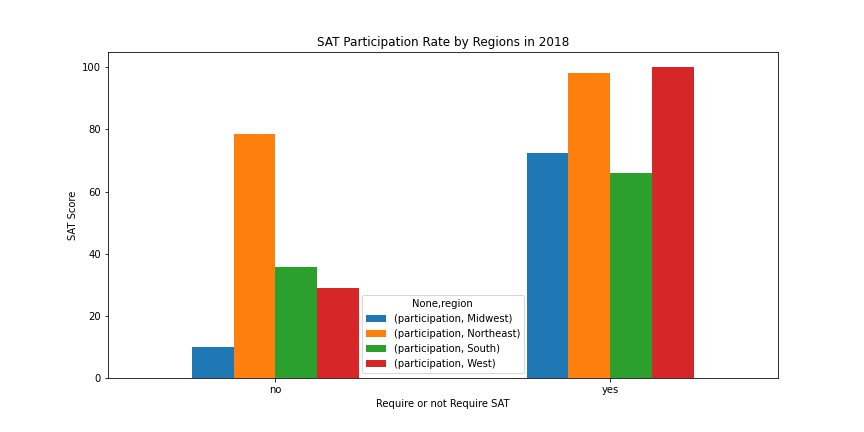 SAT Participation Rate by Regions in 2018
SAT Score
100
80
60
40
20
0
None,region
(participation, Midwest)
(participation, Northeast)
(participation, South)
(participation, West)
no
yes
Require or not Require SAT